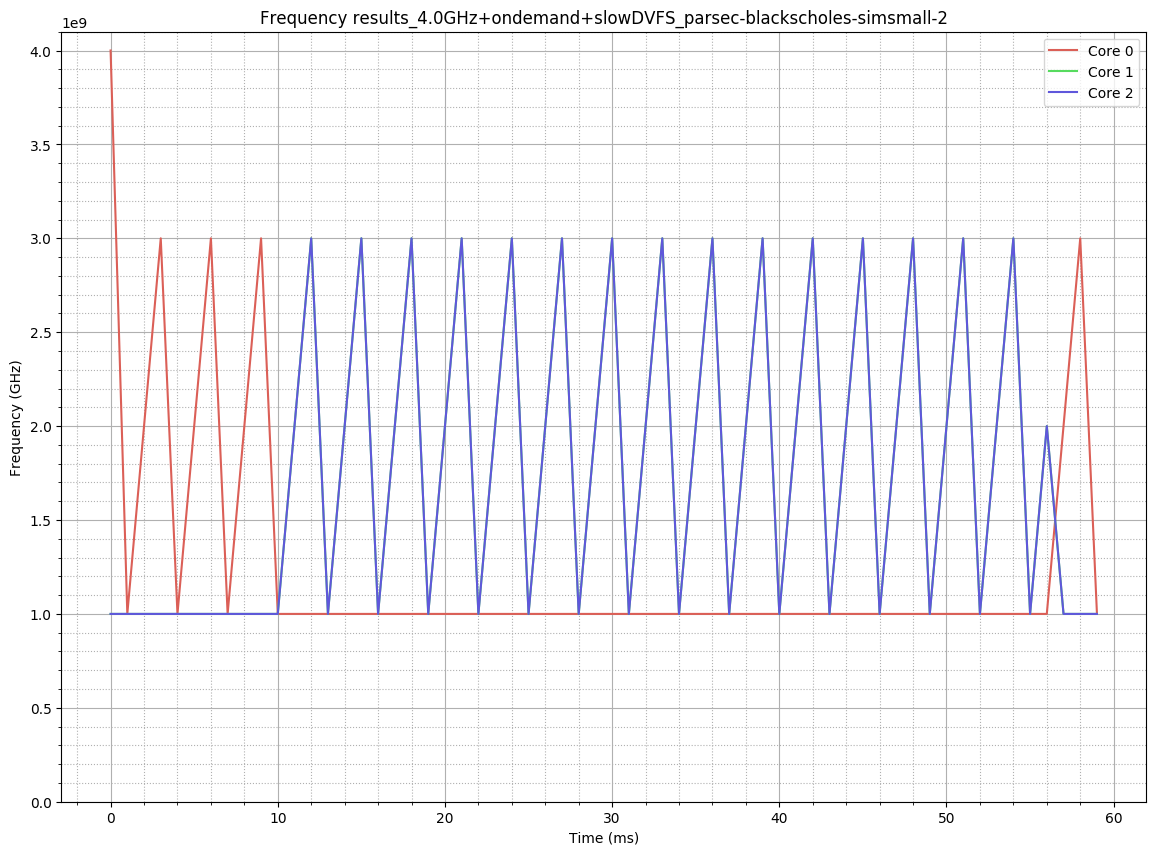 Frequency results_4.0GHz+ondemand+slowDVFS_parsec-blackscholes-simsmall-2
1e9
Core 0
Core 1
Core 2
4.0
3.5
3.0
2.5
2.0
1.5
1.0
0.5
0.0
Frequency (GHz)
0 10 20 30 40 50 60
Time (ms)